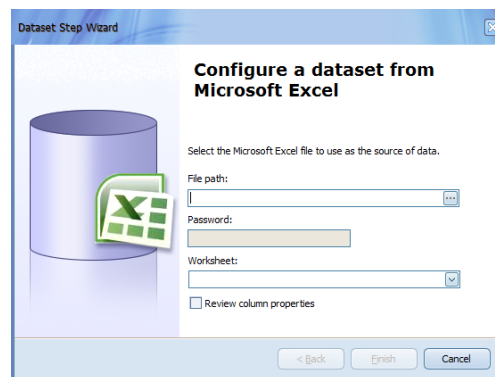 Dataset Step Wizard
Configure a dataset from
Microsoft Excel
Select the Microsoft Excel file to use as the source of data.
File path:
...
Password:
Worksheet:
Review column properties
< Back
Finish
Cancel